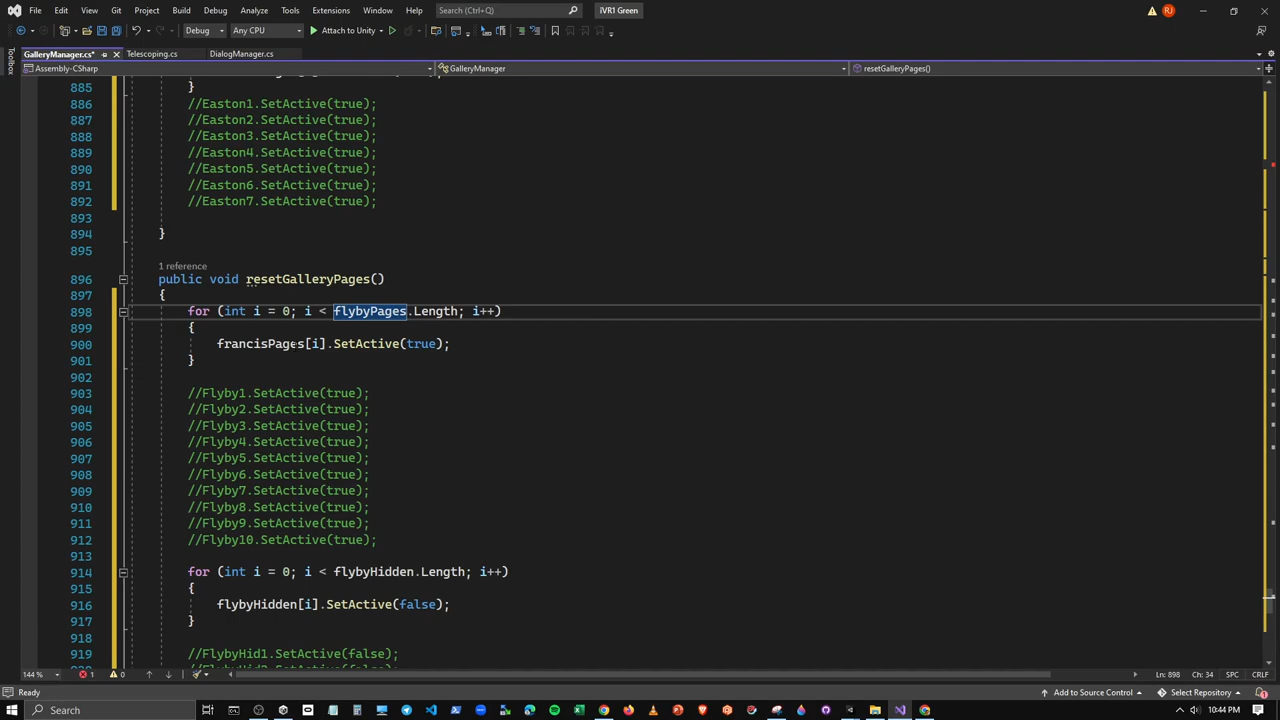 File Edit View Git Project Build Debug Analyze Tools Extensions Window Help Search (Ctrl+Q) iVR1 Green RJ
Debug Any CPU Attach to Unity
GalleryManager.cs* Telescoping.cs DialogManager.cs
Assembly-CSharp GalleryManager resetGalleryPages()
Toolbox
885 }
886 //Easton1.SetActive(true);
887 //Easton2.SetActive(true);
888 //Easton3.SetActive(true);
889 //Easton4.SetActive(true);
890 //Easton5.SetActive(true);
891 //Easton6.SetActive(true);
892 //Easton7.SetActive(true);
893
894 }
895
1 reference
896 public void resetGalleryPages()
897 {
898 for (int i = 0; i < flybyPages.Length; i++)
899 {
900 francisPages[i].SetActive(true);
901 }
902
903 //Flyby1.SetActive(true);
904 //Flyby2.SetActive(true);
905 //Flyby3.SetActive(true);
906 //Flyby4.SetActive(true);
907 //Flyby5.SetActive(true);
908 //Flyby6.SetActive(true);
909 //Flyby7.SetActive(true);
910 //Flyby8.SetActive(true);
911 //Flyby9.SetActive(true);
912 //Flyby10.SetActive(true);
913
914 for (int i = 0; i < flybyHidden.Length; i++)
915 {
916 flybyHidden[i].SetActive(false);
917 }
918
919 //FlybyHid1.SetActive(false);
144 % 1 0 Ln: 898 Ch: 34 SPC CRLF
Ready Add to Source Control Select Repository 1
Search 10:44 PM